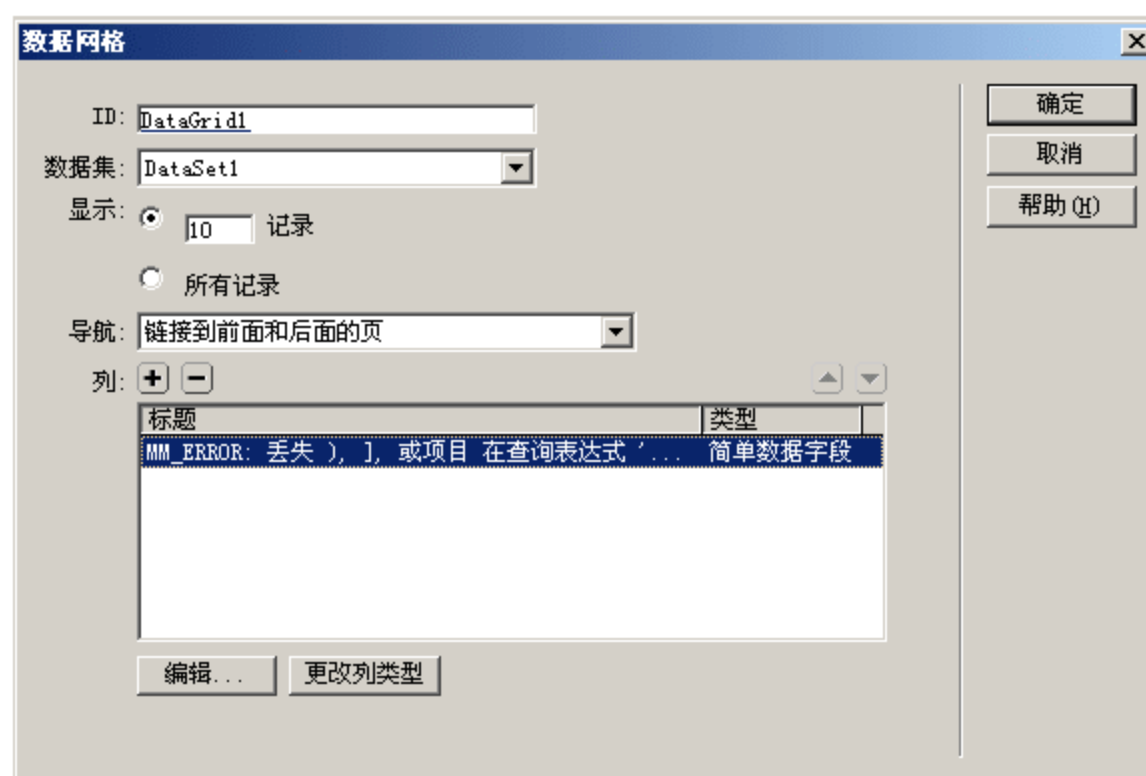 数据网格
ID: DataGrid1
确定
数据集: DataSet1
取消
显示: 10 记录
帮助(H)
所有记录
导航: 链接到前面和后面的页
列:
标题 类型
MM_ERROR: 丢失 ), ], 或项目 在查询表达式 '... 简单数据字段
编辑... 更改列类型